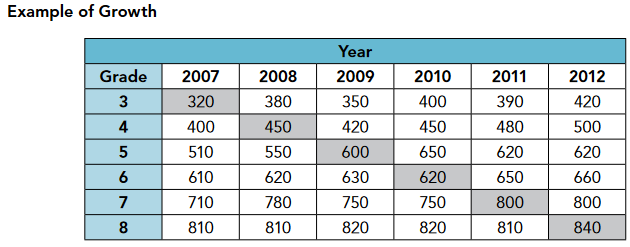 Example of Growth
Year
Grade 2007 2008 2009 2010 2011 2012
3 320 380 350 400 390 420
4 400 450 420 450 480 500
5 510 550 600 650 620 620
6 610 620 630 620 650 660
7 710 780 750 750 800 800
8 810 810 820 820 810 840